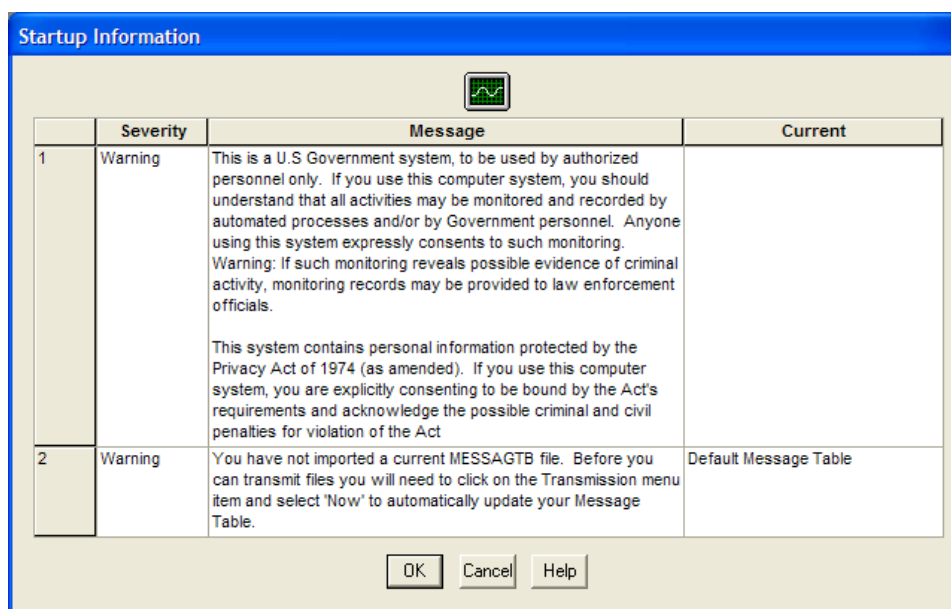 Startup Information
Severity Message Current
1 Warning This is a U.S Government system, to be used by authorized
personnel only. If you use this computer system, you should
understand that all activities may be monitored and recorded by
automated processes and/or by Government personnel. Anyone
using this system expressly consents to such monitoring.
Warning: If such monitoring reveals possible evidence of criminal
activity, monitoring records may be provided to law enforcement
officials.
This system contains personal information protected by the
Privacy Act of 1974 (as amended). If you use this computer
system, you are explicitly consenting to be bound by the Act's
requirements and acknowledge the possible criminal and civil
penalties for violation of the Act
2 Warning You have not imported a current MESSAGTB file. Before you Default Message Table
can transmit files you will need to click on the Transmission menu
item and select 'Now' to automatically update your Message
Table.
OK Cancel Help